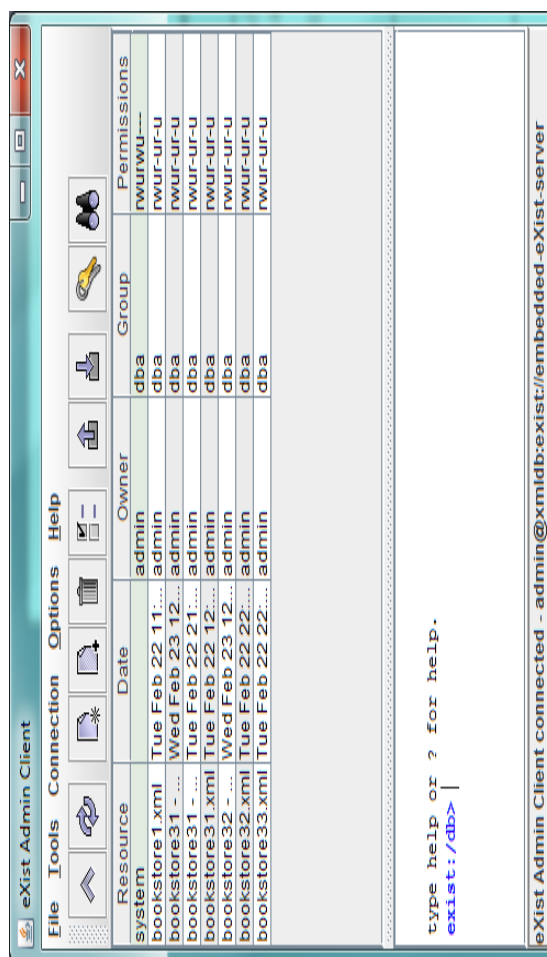 eXist Admin Client
File Tools Connection Options Help
Resource Date Owner Group Permissions
system admin dba rwurwu---
bookstore1.xml Tue Feb 22 11:... admin dba rwur-ur-u
bookstore31 - ... Wed Feb 23 12... admin dba rwur-ur-u
bookstore31 - ... Tue Feb 22 21:... admin dba rwur-ur-u
bookstore31.xml Tue Feb 22 12:... admin dba rwur-ur-u
bookstore32 - ... Wed Feb 23 12... admin dba rwur-ur-u
bookstore32.xml Tue Feb 22 22:... admin dba rwur-ur-u
bookstore33.xml Tue Feb 22 22:... admin dba rwur-ur-u
type help or ? for help.
exist:/db>
eXist Admin Client connected - admin@xmldb:exist://embedded-eXist-server